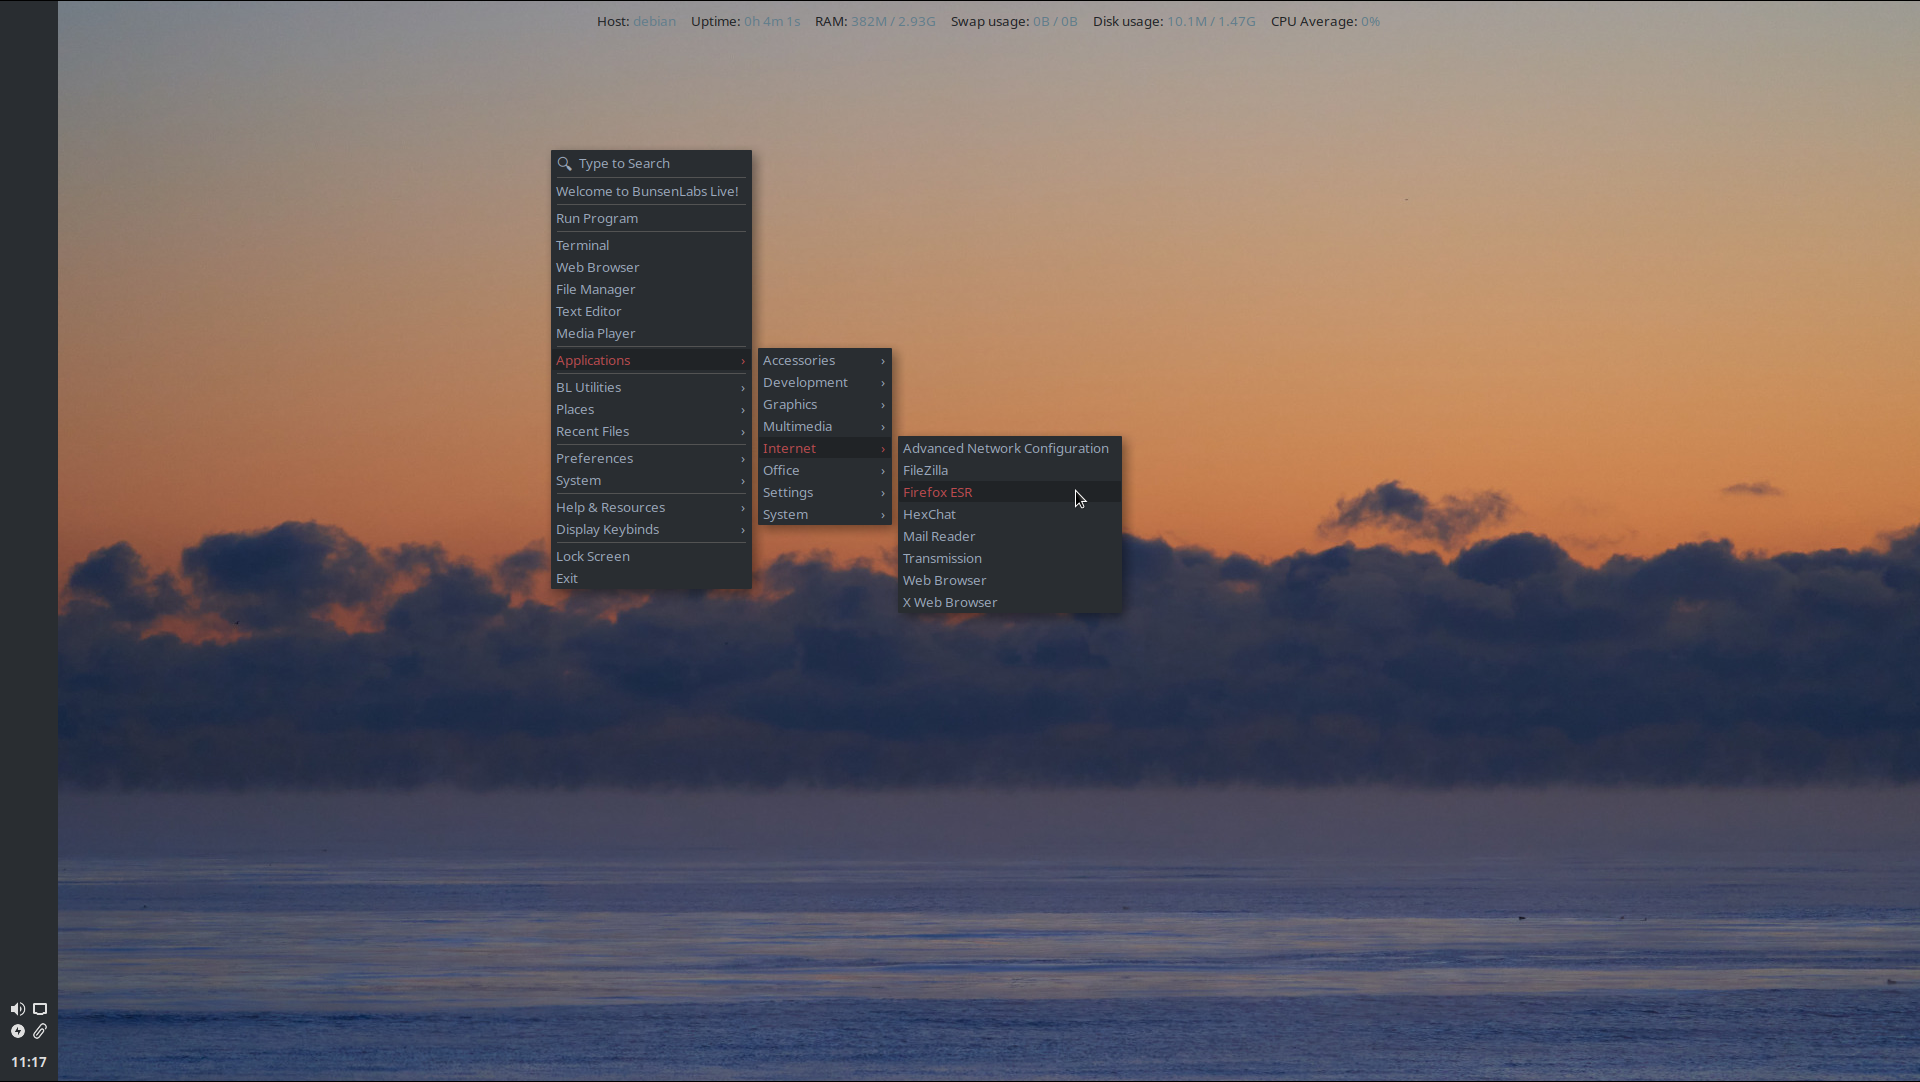 Host: debian Uptime: 0h 4m 1s RAM: 382M / 2.93G Swap usage: 0B / 0B Disk usage: 10.1M / 1.47G CPU Average: 0%
Type to Search
Welcome to BunsenLabs Live!
Run Program
Terminal
Web Browser
File Manager
Text Editor
Media Player
Applications ›
BL Utilities ›
Places ›
Recent Files ›
Preferences ›
System ›
Help & Resources ›
Display Keybinds ›
Lock Screen
Exit
Accessories ›
Development ›
Graphics ›
Multimedia ›
Internet ›
Office ›
Settings ›
System ›
Advanced Network Configuration
FileZilla
Firefox ESR
HexChat
Mail Reader
Transmission
Web Browser
X Web Browser
11:17